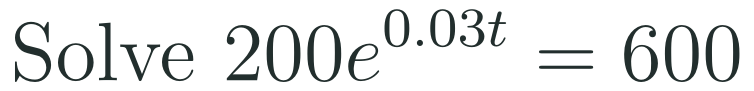 Solve $200e^{0.03t} = 600$